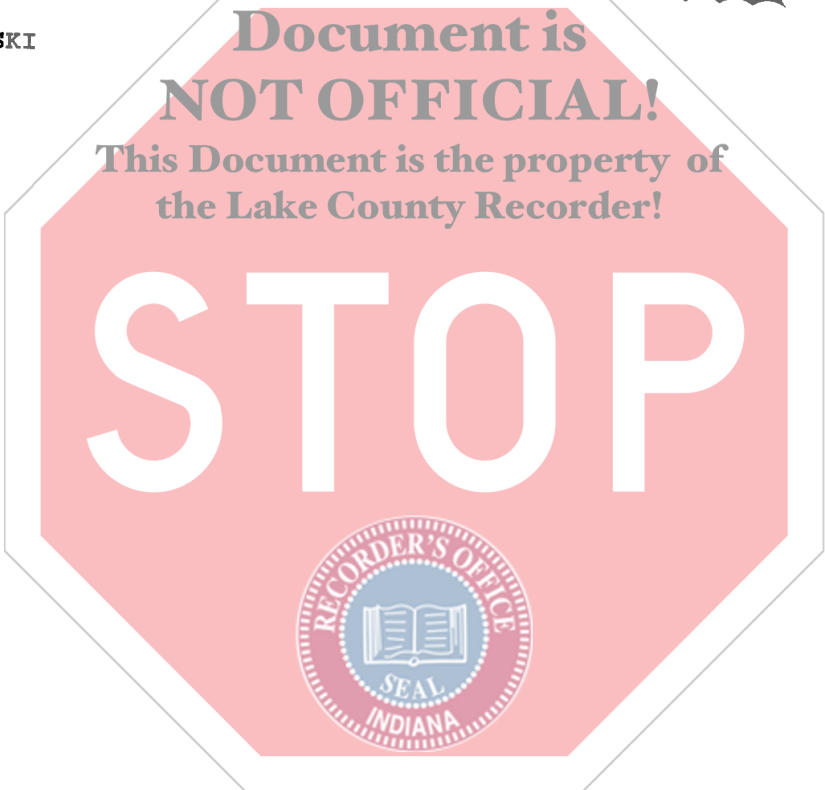 SKI
Document is
NOT OFFICIAL!
This Document is the property of
the Lake County Recorder!
STOP
RECORDER'S OFFICE
SEAL
INDIANA